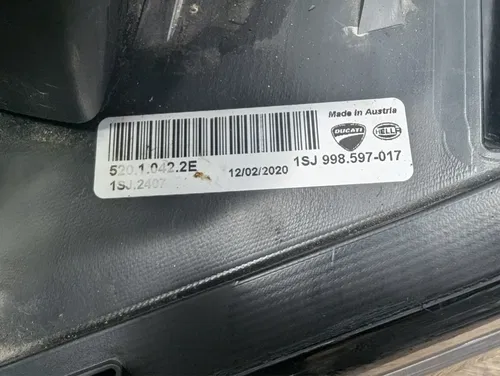 Made in Austria
DUCATI
HELLA
520.1.042.2E
12/02/2020
1SJ 998.597-017
1SJ.2407